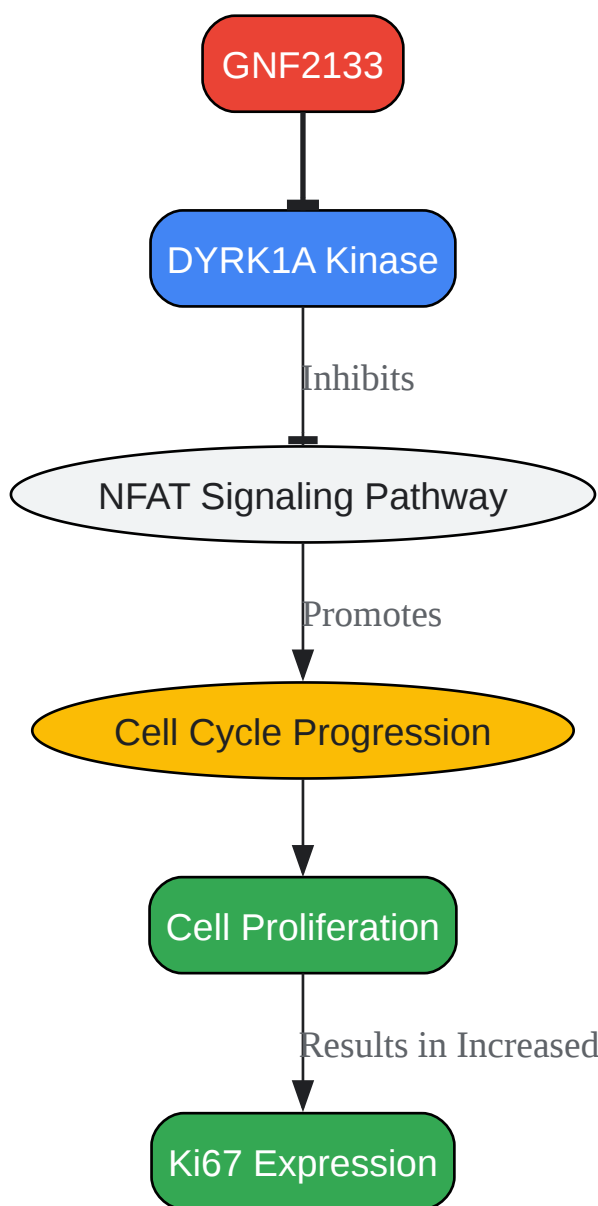 GNF2133
DYRK1A Kinase
Inhibits
NFAT Signaling Pathway
Promotes
Cell Cycle Progression
Cell Proliferation
Results in Increased
Ki67 Expression